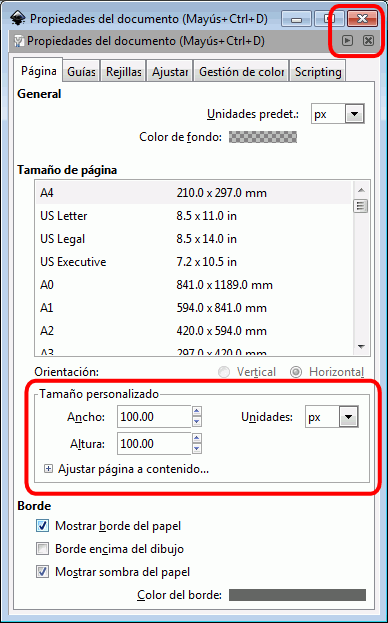 Propiedades del documento (Mayús+Ctrl+D)
Propiedades del documento (Mayús+Ctrl+D)
Página Guías Rejillas Ajustar Gestión de color Scripting
General
Unidades predet.: px
Color de fondo:
Tamaño de página
A4 210.0 x 297.0 mm
US Letter 8.5 x 11.0 in
US Legal 8.5 x 14.0 in
US Executive 7.2 x 10.5 in
A0 841.0 x 1189.0 mm
A1 594.0 x 841.0 mm
A2 420.0 x 594.0 mm
A3 297.0 x 420.0 mm
Orientación: Vertical Horizontal
Tamaño personalizado
Ancho: 100.00 Unidades: px
Altura: 100.00
Ajustar página a contenido...
Borde
Mostrar borde del papel
Borde encima del dibujo
Mostrar sombra del papel
Color del borde: